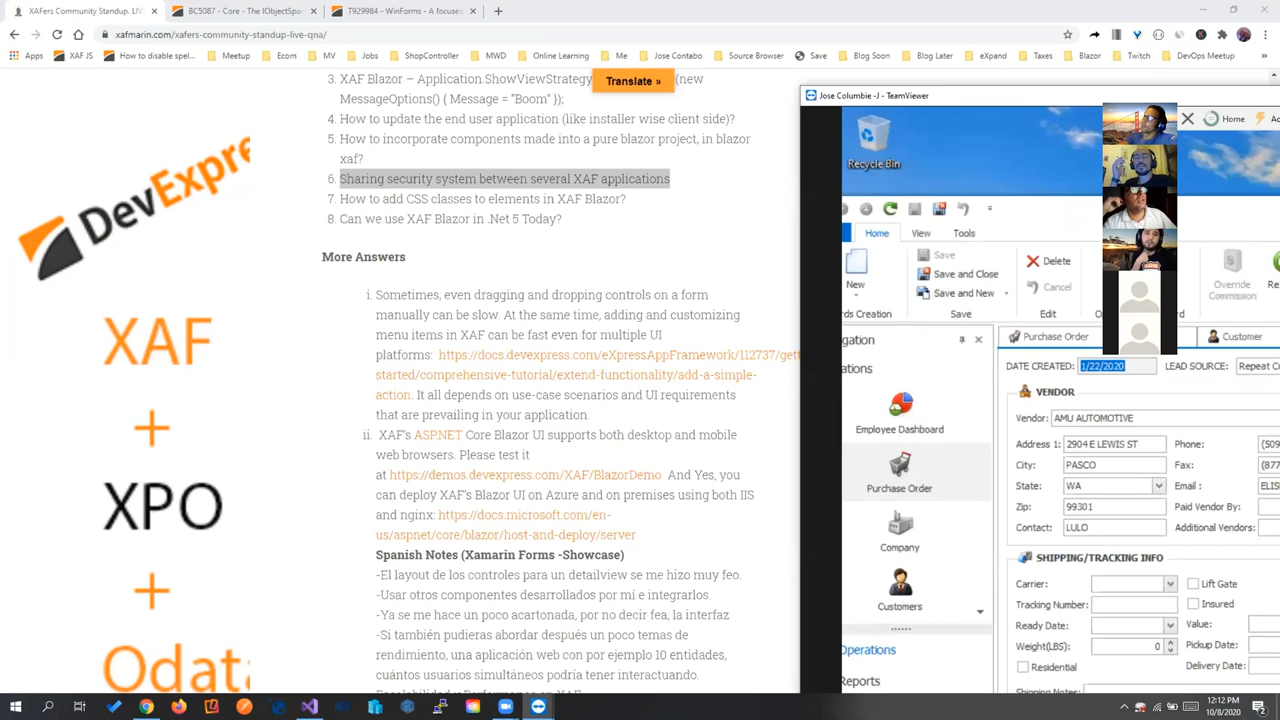 XAFers Community Standup. LIV
BC5087 - Core - The IObjectSpac
T929984 - WinForms - A focuse
xafmarin.com/xafers-community-standup-live-qna/
Apps
XAF JS
How to disable spel...
Meetup
Econ
MV
Jobs
ShopController
MWD
Online Learning
Me
Jose Contabo
Source Browser
Save
Blog Soon
Blog Later
eXpand
Taxes
Blazor
Twitch
DevOps Meetup
3. XAF Blazor – Application.ShowViewStrategy
(new
MessageOptions() { Message = "Boom" });
4. How to update the end user application (like installer wise client side)?
5. How to incorporate components made into a pure blazor project, in blazor
xaf?
6. Sharing security system between several XAF applications
7. How to add CSS classes to elements in XAF Blazor?
8. Can we use XAF Blazor in .Net 5 Today?
Translate »
More Answers
i. Sometimes, even dragging and dropping controls on a form
manually can be slow. At the same time, adding and customizing
menu items in XAF can be fast even for multiple UI
platforms: https://docs.devexpress.com/eXpressAppFramework/112737/gett
started/comprehensive-tutorial/extend-functionality/add-a-simple-
action. It all depends on use-case scenarios and UI requirements
that are prevailing in your application.
ii. XAF's ASP.NET Core Blazor UI supports both desktop and mobile
web browsers. Please test it
at https://demos.devexpress.com/XAF/BlazorDemo And Yes, you
can deploy XAF's Blazor UI on Azure and on premises using both IIS
and nginx: https://docs.microsoft.com/en-
us/aspnet/core/blazor/host-and-deploy/server
Spanish Notes (Xamarin Forms -Showcase)
-El layout de los controles para un detailview se me hizo muy feo.
-Usar otros componentes desarrollados por mi e integrarlos.
-Ya se me hace un poco acartonada, por no decir fea, la interfaz
-Si también pudieras abordar después un poco temas de
rendimiento, una aplicación web con por ejemplo 10 entidades,
cuántos usuarios simultáneos podría tener interactuando.
DevExpre
XAF
+
XPO
+
Odata
Jose Columbie -J - TeamViewer
Home
Ac
Recycle Bin
Home
View
Tools
New
Save
Save and Close
Save and New
Delete
Cancel
Override
Commission
rds Creation
Save
Edit
igation
Purchase Order
Customer
ations
DATE CREATED: 1/22/2020 LEAD SOURCE: Repeat C
VENDOR
Employee Dashboard
Purchase Order
Company
Customers
Operations
Reports
Vendor: AMU AUTOMOTIVE
Address 1: 2904 E LEWIS ST Phone: (509
City: PASCO Fax: (877
State: WA Email : ELIS
Zip: 99301 Paid Vendor By:
Contact: LULO Additional Vendors:
SHIPPING/TRACKING INFO
Carrier: Lift Gate
Tracking Number: Insured
Ready Date: Value:
Weight(LBS): 0 Pickup Date:
Residential Delivery Date:
Shipping Notes:
12:12 PM
10/8/2020
2